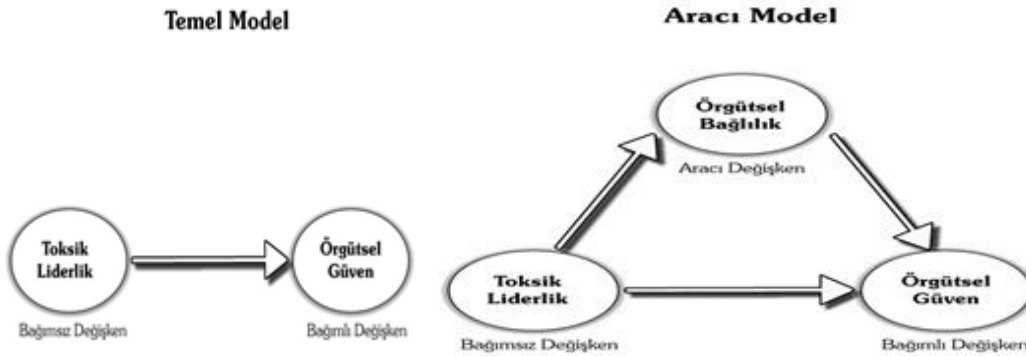 Temel Model
Toksik
Liderlik
Bağımsız Değişken
Örgütsel
Güven
Bağımlı Değişken
Aracı Model
Örgütsel
Bağlılık
Aracı Değişken
Toksik
Liderlik
Bağımsız Değişken
Örgütsel
Güven
Bağımlı Değişken